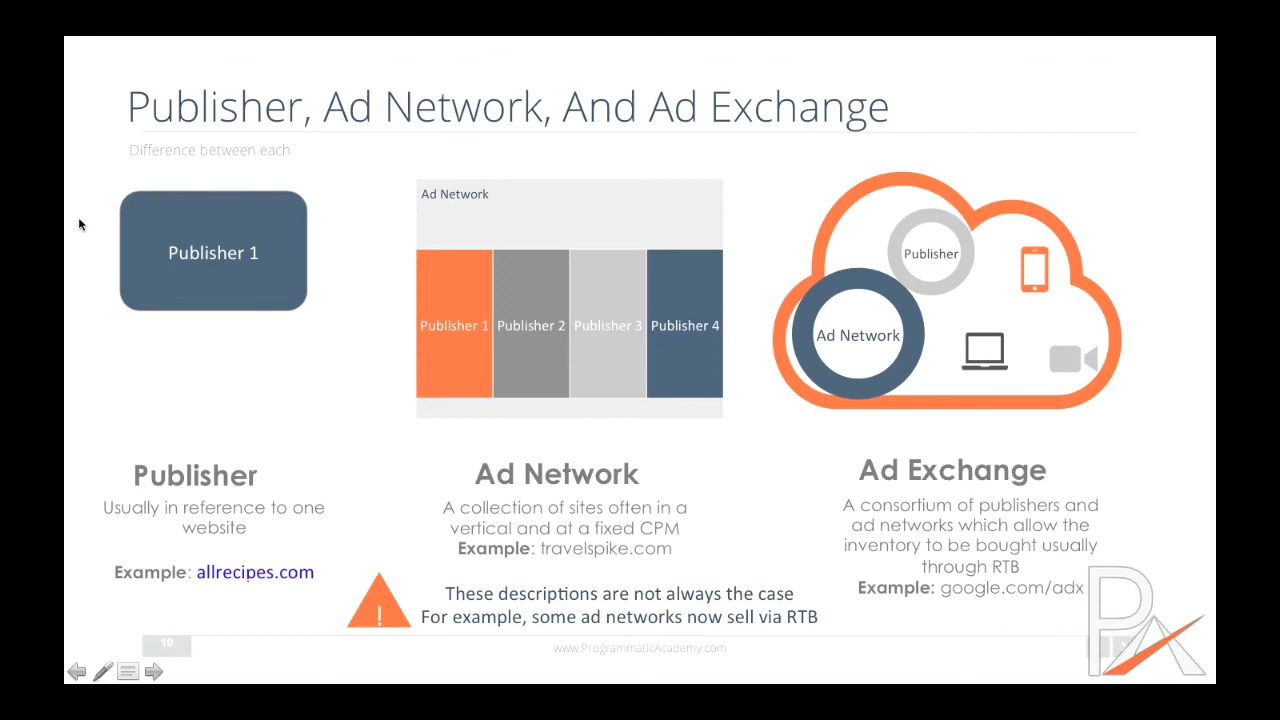 Publisher, Ad Network, And Ad Exchange
Difference between each
Publisher 1
Ad Network
Publisher 1
Publisher 2
Publisher 3
Publisher 4
Publisher
Ad Network
Publisher
Usually in reference to one
website
Example: allrecipes.com
Ad Network
A collection of sites often in a
vertical and at a fixed CPM
Example: travelspike.com
Ad Exchange
A consortium of publishers and
ad networks which allow the
inventory to be bought usually
through RTB
Example: google.com/adx
!
These descriptions are not always the case
For example, some ad networks now sell via RTB
www.ProgrammaticAcademy.com
PA